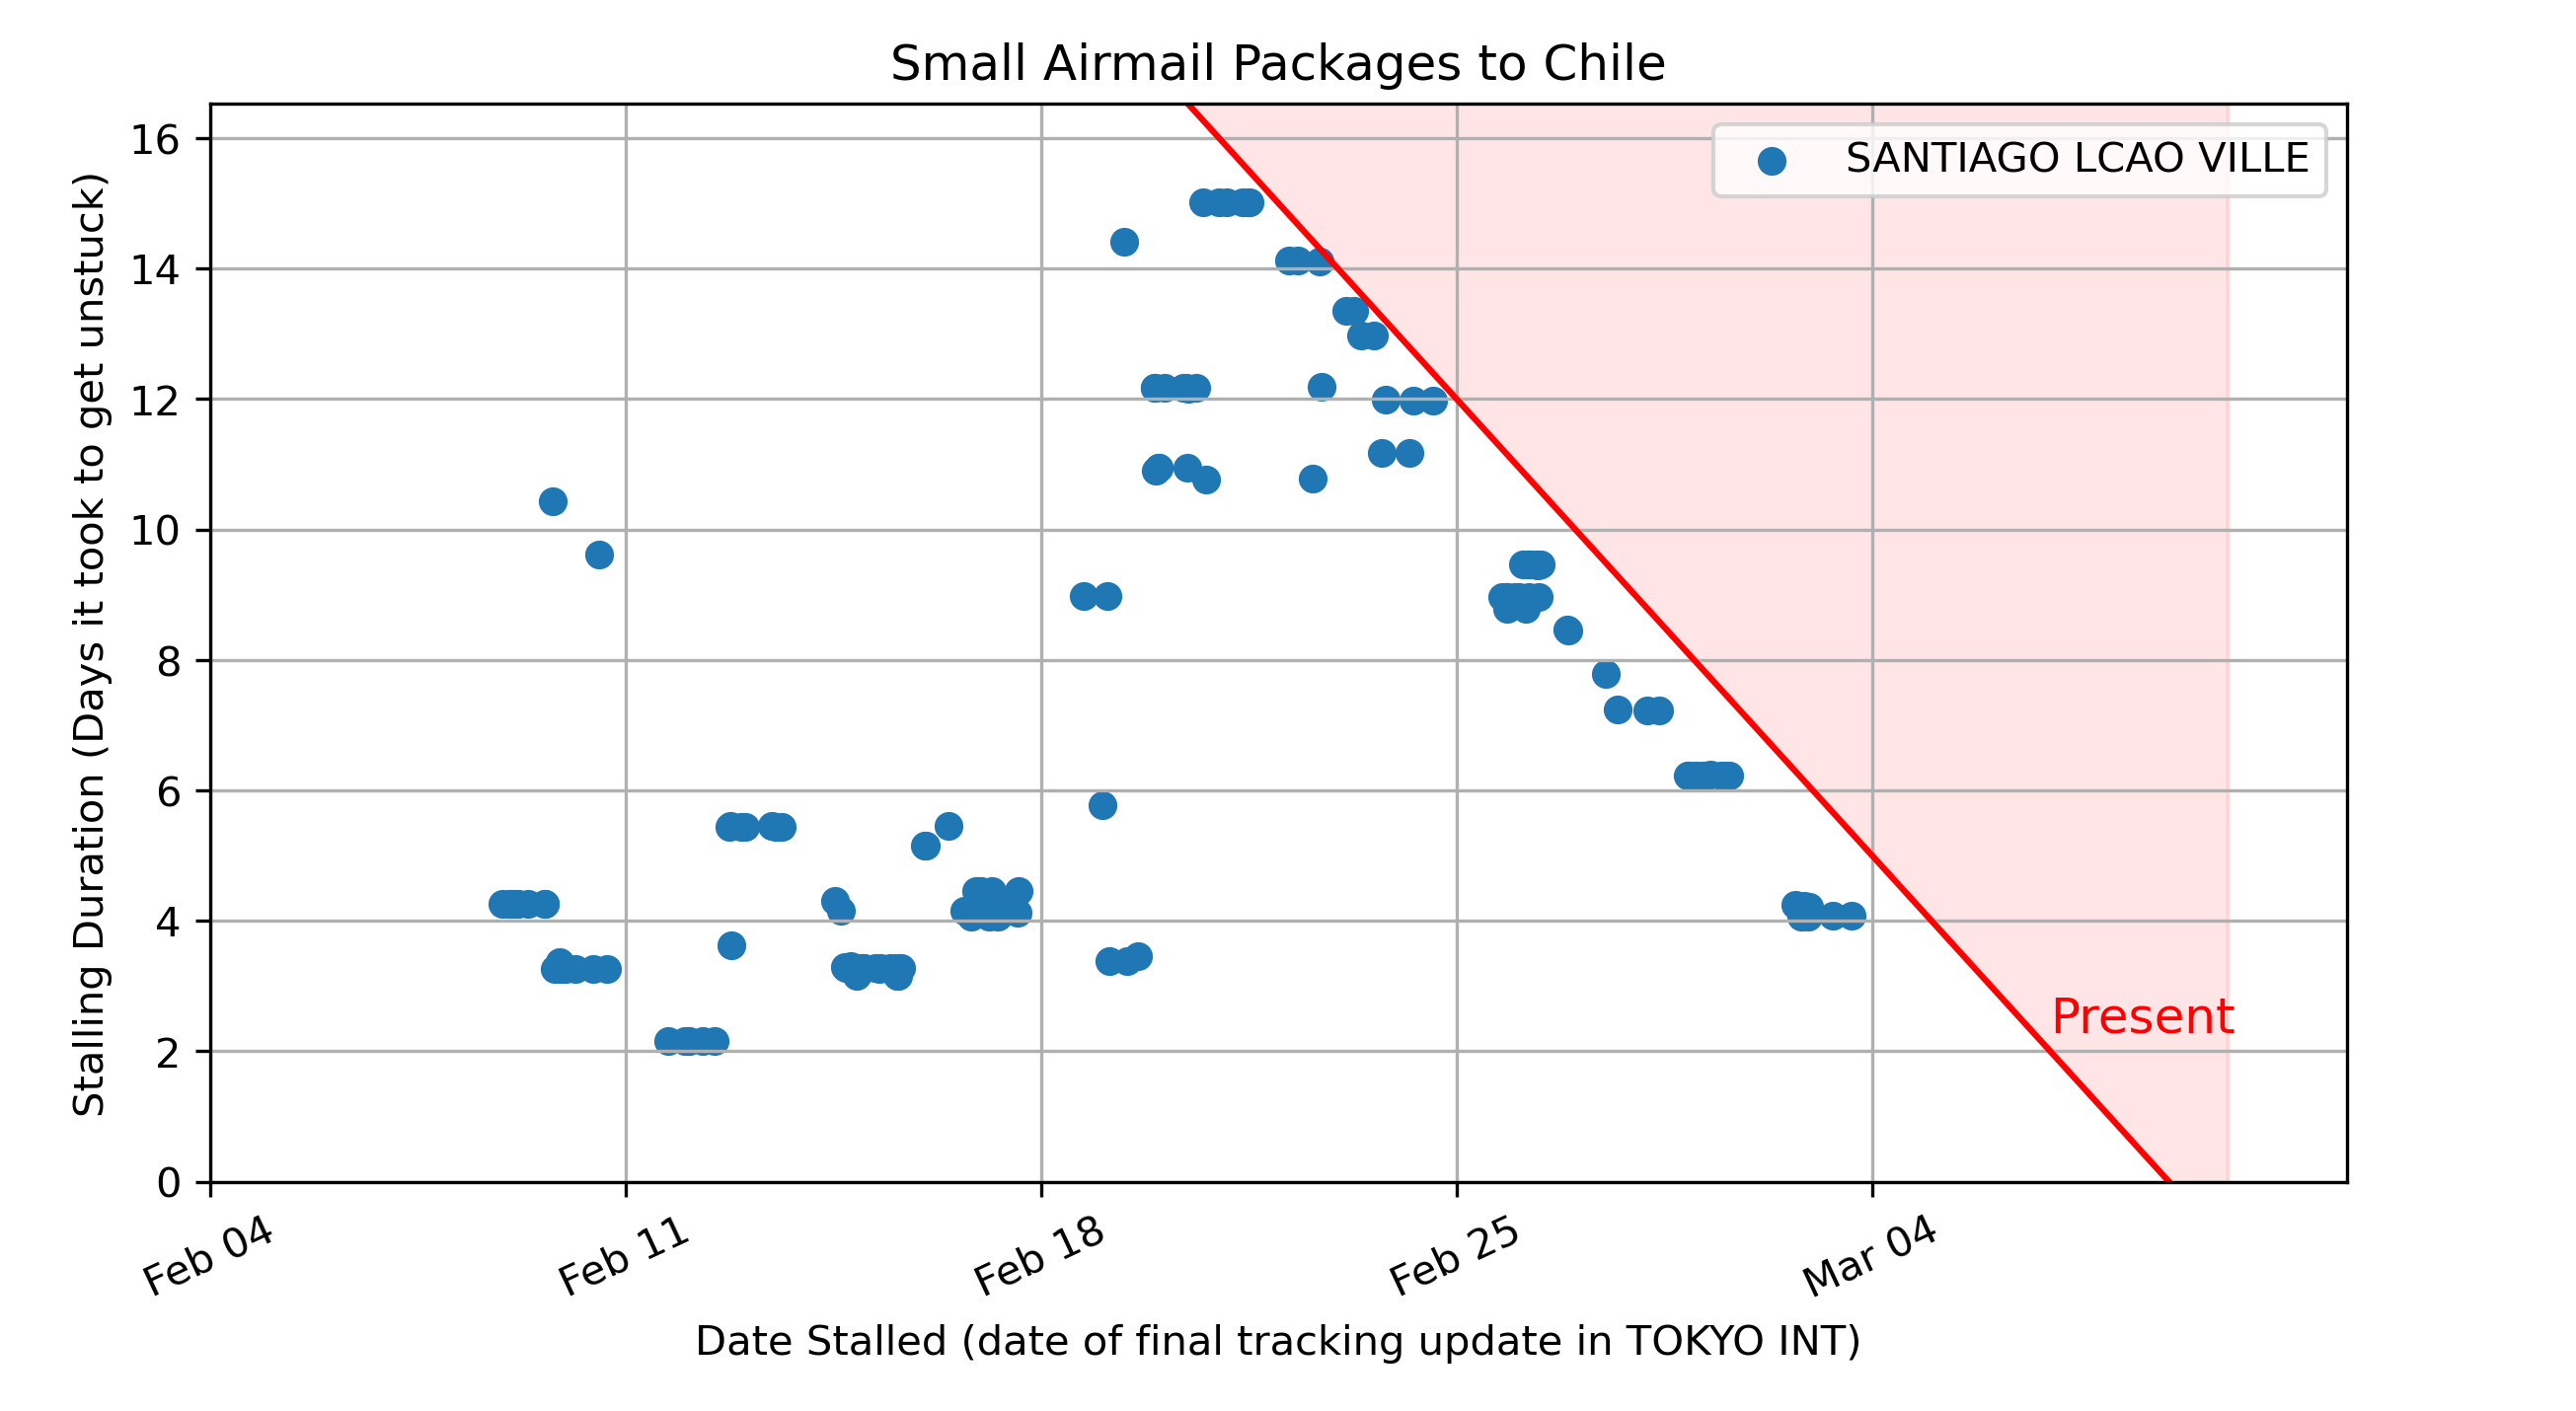 Small Airmail Packages to Chile
SANTIAGO LCAO VILLE
Stalling Duration (Days it took to get unstuck)
16
14
12
10
8
6
4
2
0
Present
Feb 04
Feb 11
Feb 18
Feb 25
Mar 04
Date Stalled (date of final tracking update in TOKYO INT)